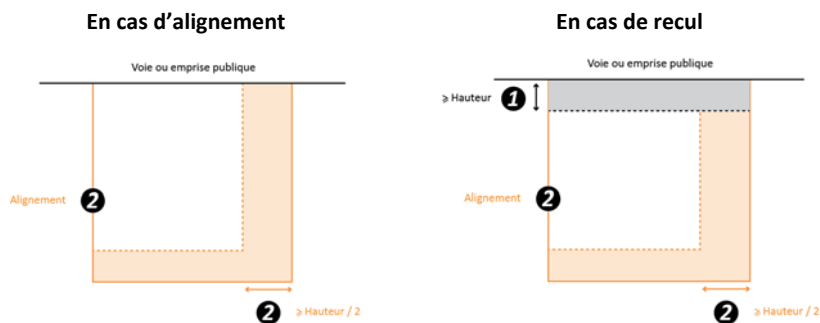 En cas d’alignement
Voie ou emprise publique
Alignement 2
2 ⩾ Hauteur / 2
En cas de recul
Voie ou emprise publique
⩾ Hauteur 1
Alignement 2
2 ⩾ Hauteur / 2